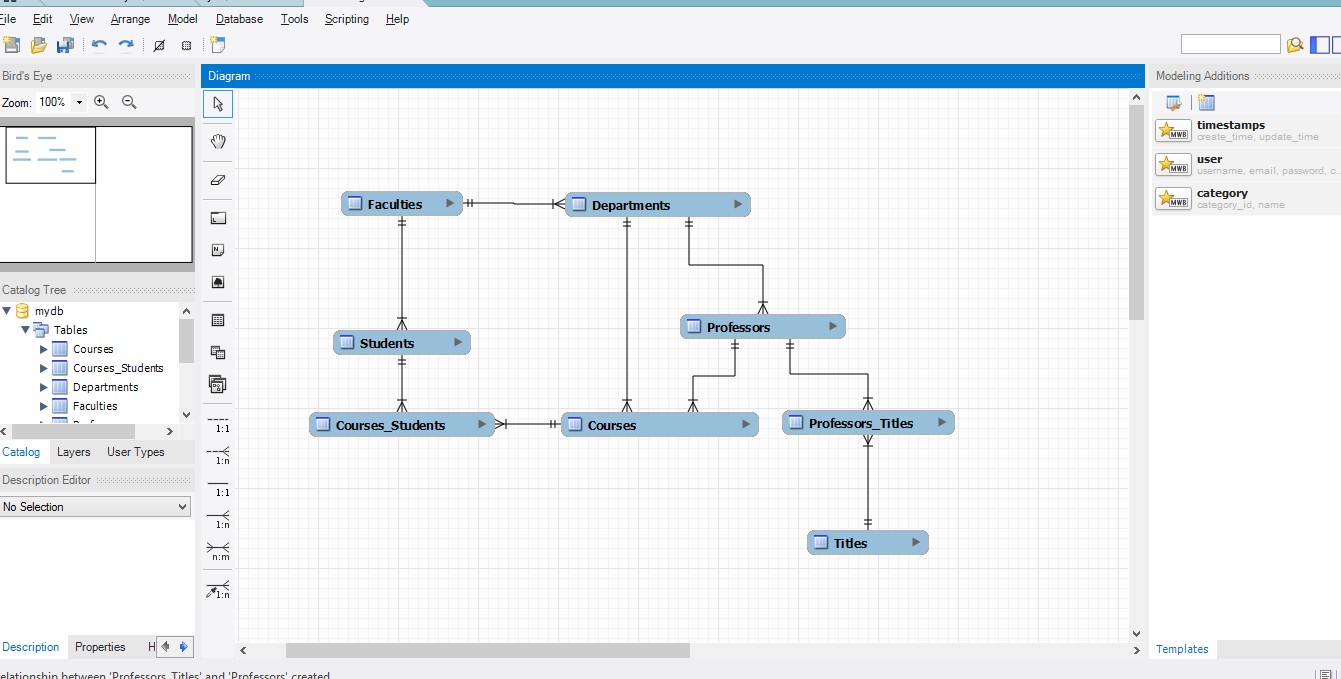 File Edit View Arrange Model Database Tools Scripting Help
Bird's Eye
Zoom: 100%
Catalog Tree
mydb
Tables
Courses
Courses_Students
Departments
Faculties
Catalog Layers User Types
Description Editor
No Selection
Description Properties H
Diagram
1:1
1:n
1:1
1:n
n:m
1:n
Faculties
Departments
Professors
Students
Courses_Students
Courses
Professors_Titles
Titles
Modeling Additions
MWB
timestamps
create_time, update_time
MWB
user
username, email, password, c...
MWB
category
category_id, name
Templates
elationship between 'Professors_Titles' and 'Professors' created